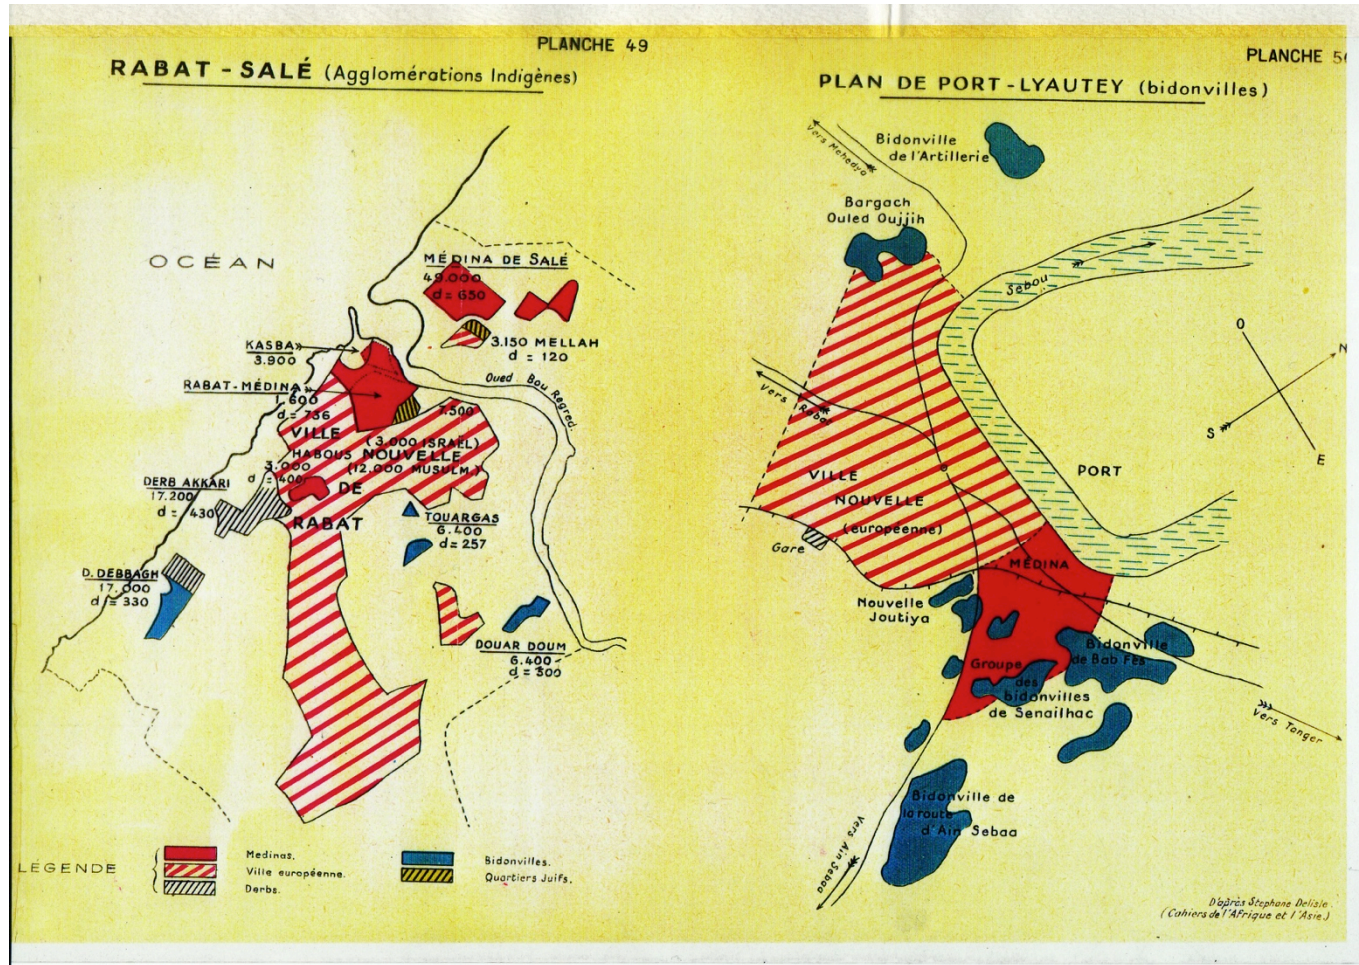 PLANCHE 49
RABAT - SALÉ (Agglomérations Indigènes)
OCÉAN
MÉDINA DE SALÉ
49.000
d = 650
3.150 MELLAH
d = 120
KASBA
3.900
RABAT-MÉDINA
1.600
d = 736
Oued Bou Regreg
7.500
VILLE
(3.000 ISRAËL)
HABOUS NOUVELLE
3.000
(12.000 MUSULM.)
d = 400
DE
DERB AKKARI
17.200
d = 430
RABAT
TOUARGAS
6.400
d = 257
D. DEBBAGH
17.000
d = 330
DOUAR DOUM
6.400
d = 300
LÉGENDE
Medinas.
Ville européenne.
Derbs.
Bidonvilles.
Quartiers Juifs.
PLANCHE
PLAN DE PORT-LYAUTEY (bidonvilles)
Vers Mehedya
Bidonville
de l'Artillerie
Bargach
Ouled Oujjih
Sebou
O
N
S
E
Vers Rabat
PORT
VILLE
NOUVELLE
(européenne)
Gare
MÉDINA
Nouvelle
Joutiya
Bidonville
de Bab Fès
Groupe
des
bidonvilles
de Senailhac
Vers Tanger
Bidonville de
la route
d'Ain Sebaa
Vers Ain Sebaa
D'après Stephane Delisle.
(Cahiers de l'Afrique et l'Asie)